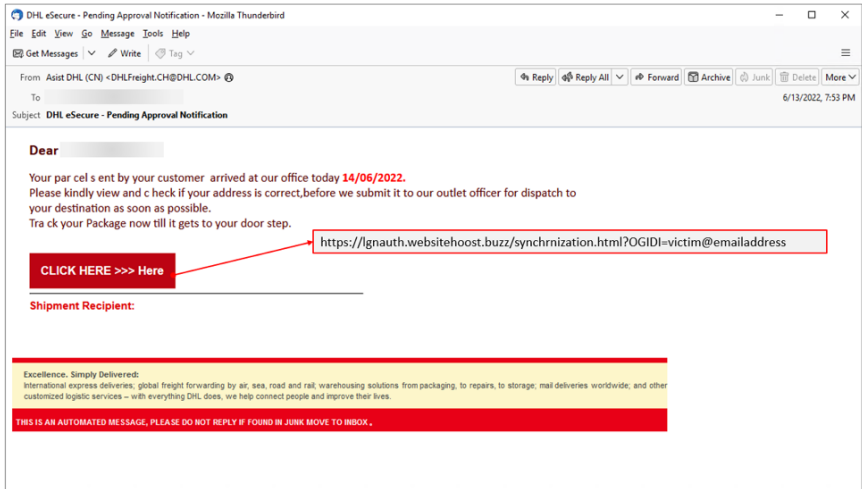 DHL eSecure - Pending Approval Notification - Mozilla Thunderbird
File Edit View Go Message Tools Help
Get Messages Write Tag
From Asist DHL (CN) <DHLFreight.CH@DHL.COM> Reply Reply All Forward Archive Junk Delete More
To 6/13/2022, 7:53 PM
Subject DHL eSecure - Pending Approval Notification
Dear
Your par cel s ent by your customer arrived at our office today 14/06/2022.
Please kindly view and c heck if your address is correct,before we submit it to our outlet officer for dispatch to
your destination as soon as possible.
Tra ck your Package now till it gets to your door step.
https://lgnauth.websitehoost.buzz/synchrnization.html?OGIDI=victim@emailaddress
CLICK HERE >>> Here
Shipment Recipient:
Excellence. Simply Delivered:
International express deliveries; global freight forwarding by air, sea, road and rail; warehousing solutions from packaging, to repairs, to storage; mail deliveries worldwide; and other
customized logistic services – with everything DHL does, we help connect people and improve their lives.
THIS IS AN AUTOMATED MESSAGE, PLEASE DO NOT REPLY IF FOUND IN JUNK MOVE TO INBOX 。